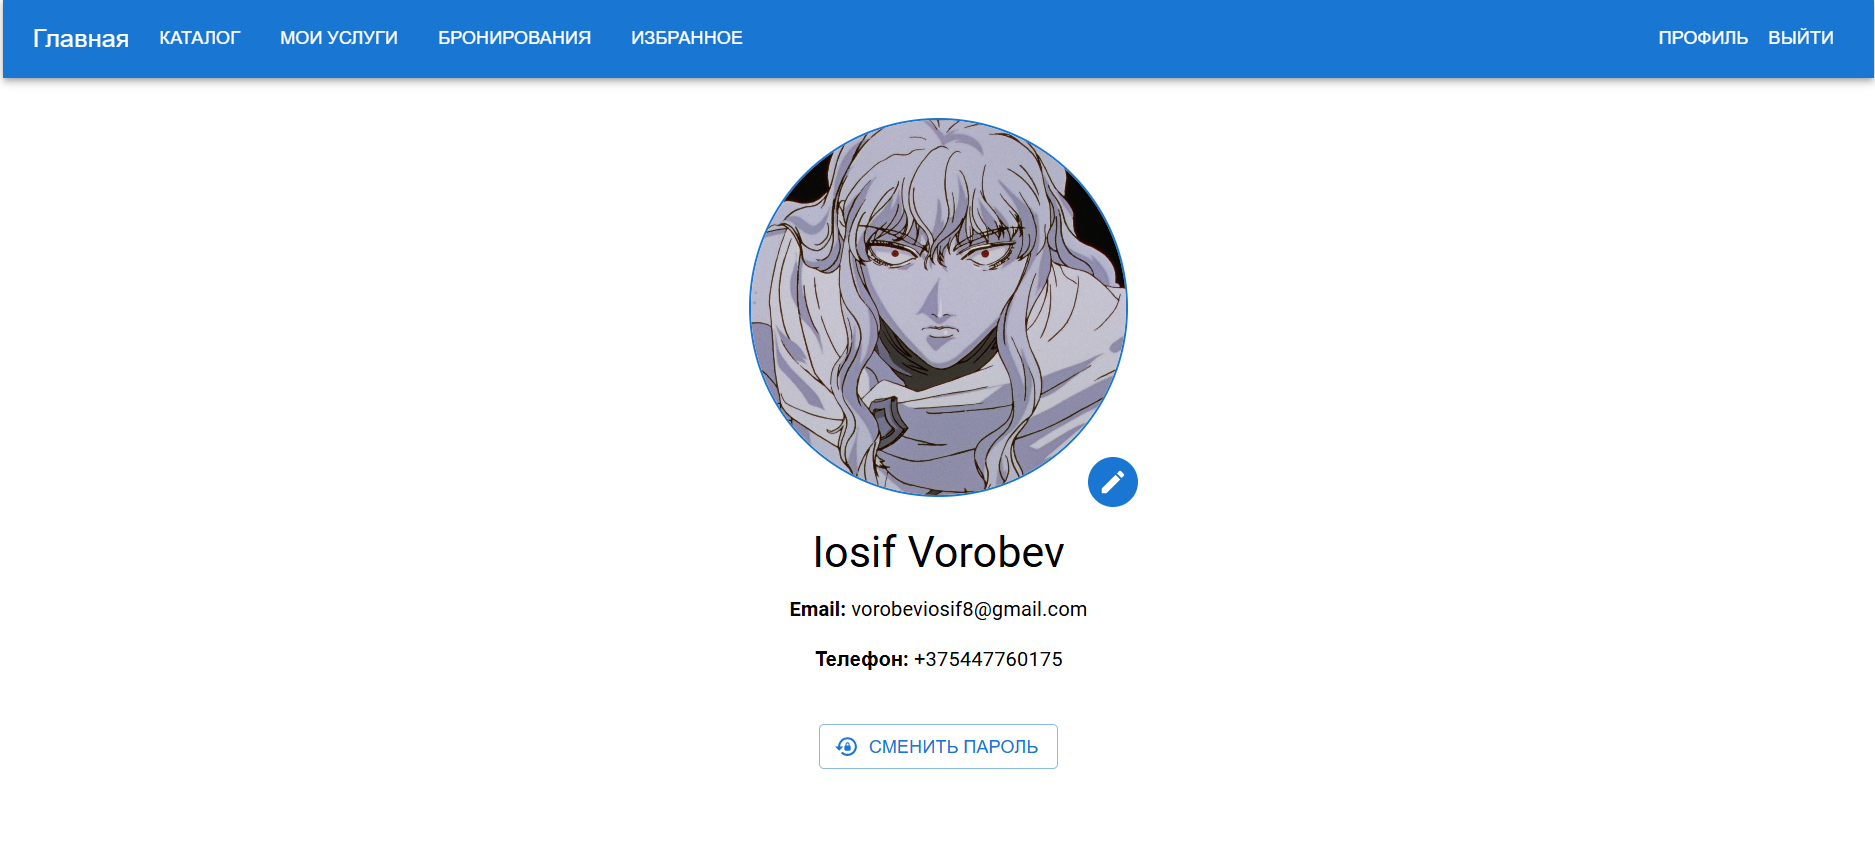 Главная КАТАЛОГ МОИ УСЛУГИ БРОНИРОВАНИЯ ИЗБРАННОЕ ПРОФИЛЬ ВЫЙТИ
Iosif Vorobev
Email: vorobeviosif8@gmail.com
Телефон: +375447760175
СМЕНИТЬ ПАРОЛЬ